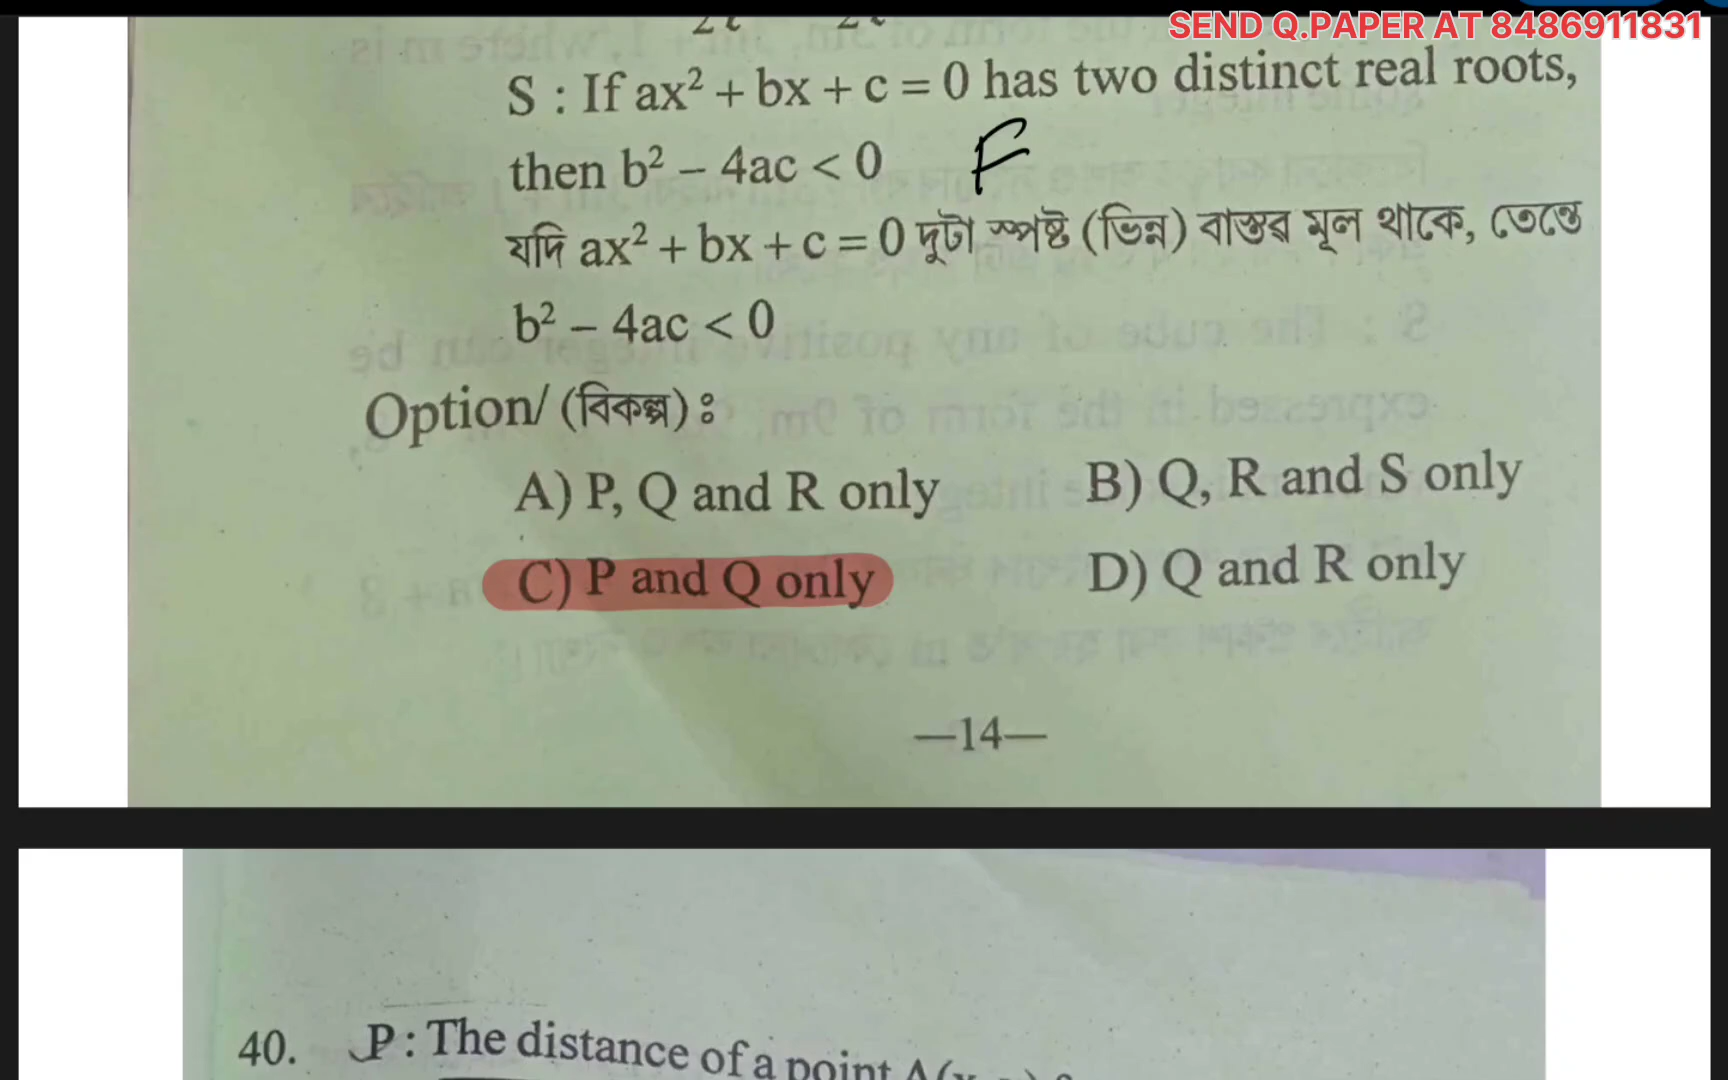 SEND Q.PAPER AT 8486911831
S : If ax² + bx + c = 0 has two distinct real roots,
then b² – 4ac < 0 F
যদি ax² + bx + c = 0 দুটা স্পষ্ট (ভিন্ন) বাস্তৱ মূল থাকে, তেন্তে
b² – 4ac < 0
Option/ (বিকল্প) ঃ
A) P, Q and R only B) Q, R and S only
C) P and Q only D) Q and R only
—14—
40. P : The distance of a point